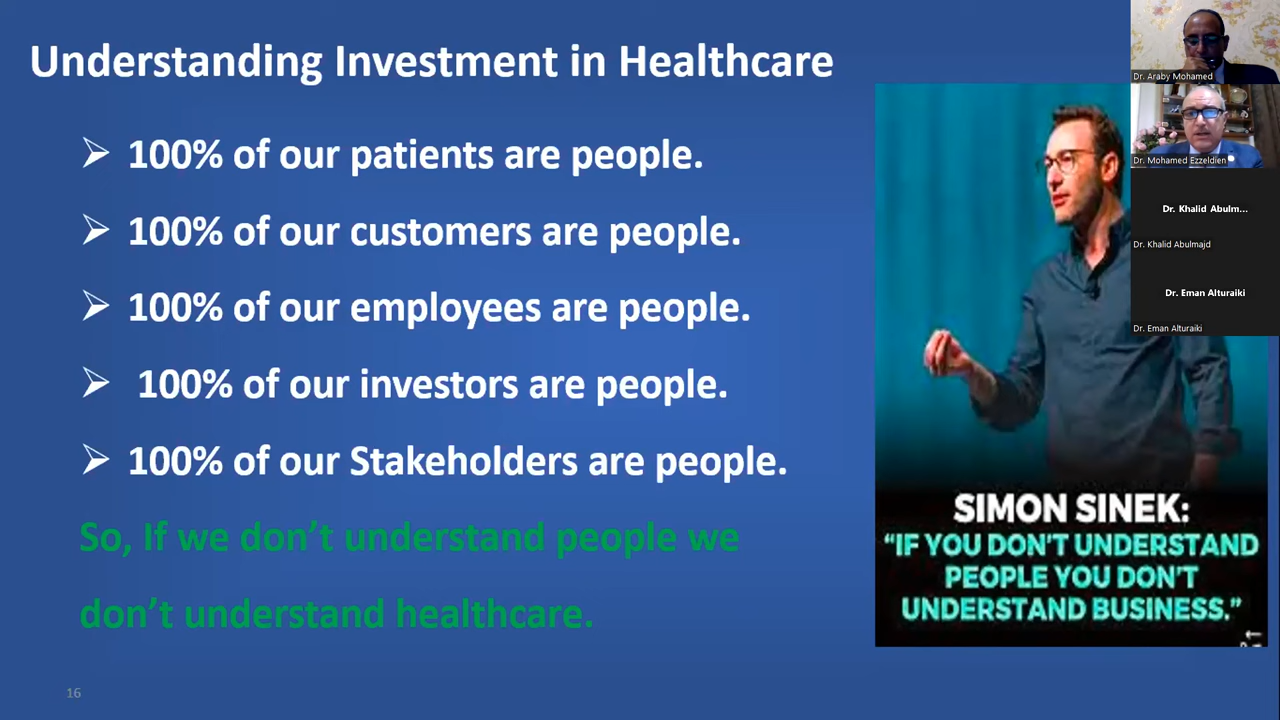 Understanding Investment in Healthcare
100% of our patients are people.
100% of our customers are people.
100% of our employees are people.
100% of our investors are people.
100% of our Stakeholders are people.
So, If we don't understand people we
don't understand healthcare.
16
SIMON SINEK:
“IF YOU DON'T UNDERSTAND
PEOPLE YOU DON'T
UNDERSTAND BUSINESS.”
Dr. Araby Mohamed
Dr. Mohamed Ezzeldien
Dr. Khalid Abulm...
Dr. Khalid Abulmajd
Dr. Eman Alturaiki
Dr. Eman Alturaiki